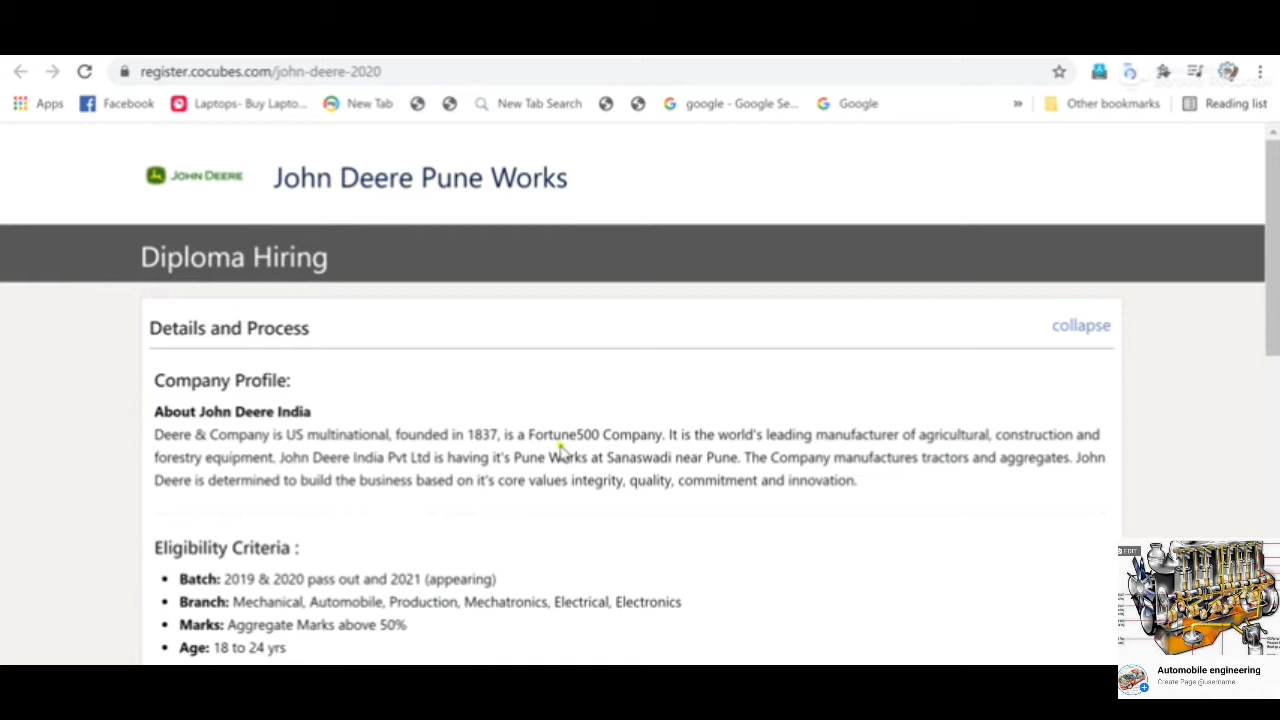 register.cocubes.com/john-deere-2020
Apps Facebook Laptops- Buy Lapto... New Tab New Tab Search google - Google Se... Google » Other bookmarks Reading list
JOHN DEERE John Deere Pune Works
Diploma Hiring
Details and Process collapse
Company Profile:
About John Deere India
Deere & Company is US multinational, founded in 1837, is a Fortune500 Company. It is the world's leading manufacturer of agricultural, construction and
forestry equipment. John Deere India Pvt Ltd is having it's Pune Works at Sanaswadi near Pune. The Company manufactures tractors and aggregates. John
Deere is determined to build the business based on it's core values integrity, quality, commitment and innovation.
Eligibility Criteria :
• Batch: 2019 & 2020 pass out and 2021 (appearing)
• Branch: Mechanical, Automobile, Production, Mechatronics, Electrical, Electronics
• Marks: Aggregate Marks above 50%
• Age: 18 to 24 yrs
EDIT
Automobile engineering
Create Page @username